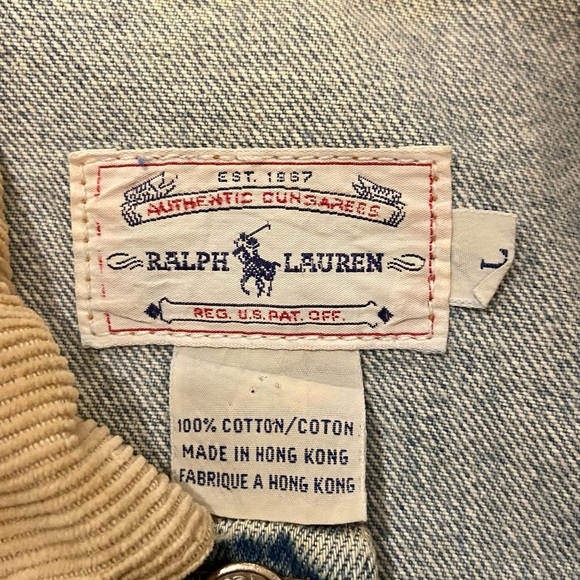 EST. 1967
AUTHENTIC DUNGAREES
RALPH LAUREN
REG. U.S. PAT. OFF.
L
100% COTTON/COTON
MADE IN HONG KONG
FABRIQUE A HONG KONG